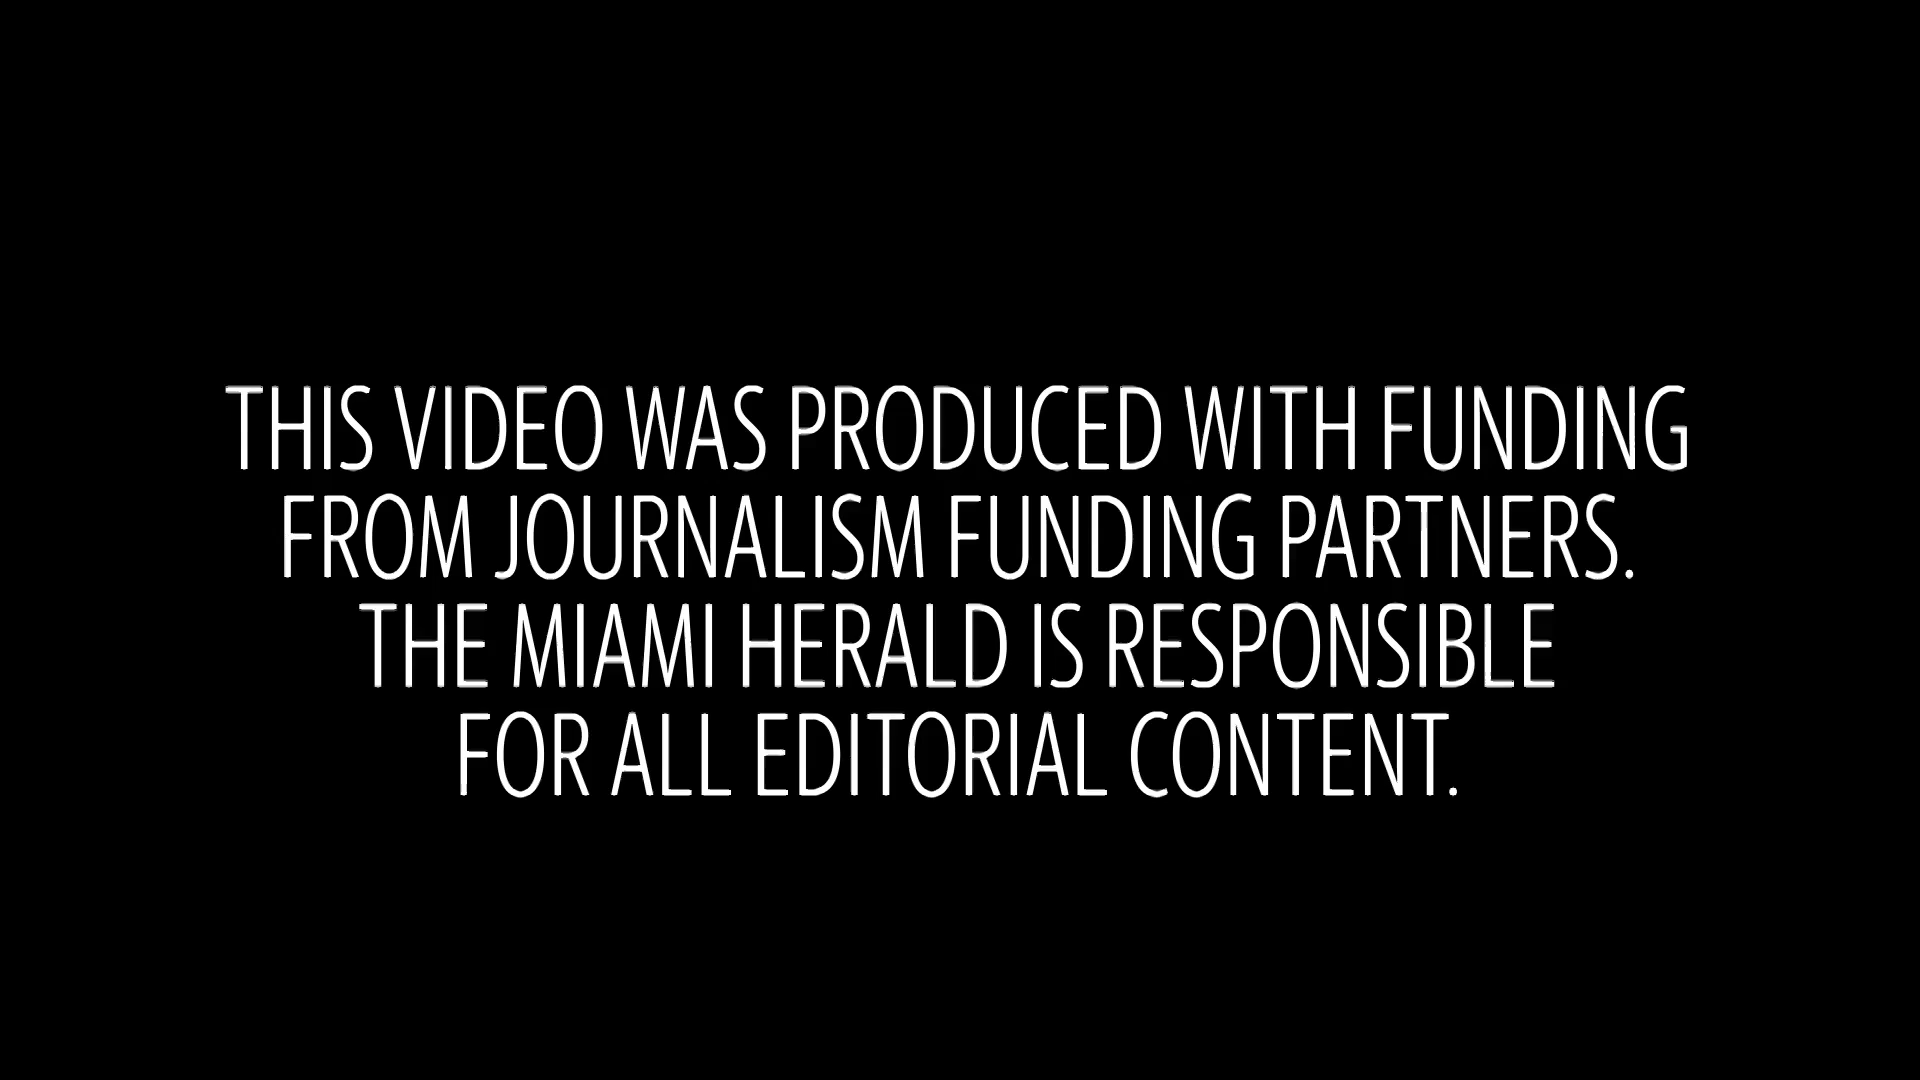 THIS VIDEO WAS PRODUCED WITH FUNDING
FROM JOURNALISM FUNDING PARTNERS.
THE MIAMI HERALD IS RESPONSIBLE
FOR ALL EDITORIAL CONTENT.